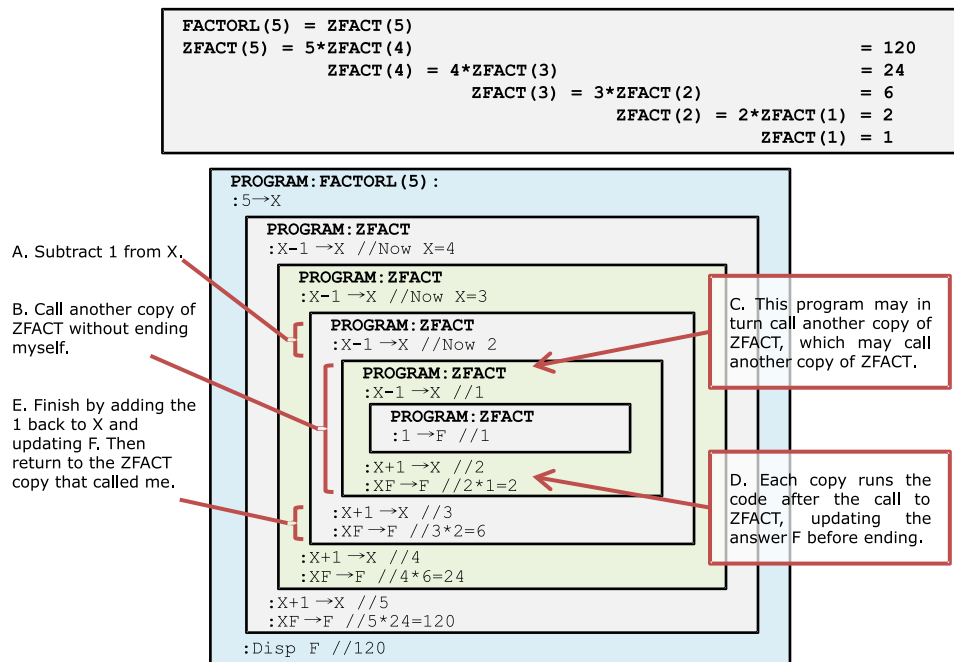 FACTORL(5) = ZFACT(5)
ZFACT(5) = 5*ZFACT(4) = 120
ZFACT(4) = 4*ZFACT(3) = 24
ZFACT(3) = 3*ZFACT(2) = 6
ZFACT(2) = 2*ZFACT(1) = 2
ZFACT(1) = 1
PROGRAM:FACTORL(5):
:5→X
PROGRAM:ZFACT
:X-1→X //Now X=4
PROGRAM:ZFACT
:X-1→X //Now X=3
PROGRAM:ZFACT
:X-1→X //Now 2
PROGRAM:ZFACT
:X-1→X //1
PROGRAM:ZFACT
:1→F //1
:X+1→X //2
:XF→F //2*1=2
:X+1→X //3
:XF→F //3*2=6
:X+1→X //4
:XF→F //4*6=24
:X+1→X //5
:XF→F //5*24=120
:Disp F //120
A. Subtract 1 from X.
B. Call another copy of
ZFACT without ending
myself.
E. Finish by adding the
1 back to X and
updating F. Then
return to the ZFACT
copy that called me.
C. This program may in
turn call another copy of
ZFACT, which may call
another copy of ZFACT.
D. Each copy runs the
code after the call to
ZFACT, updating the
answer F before ending.